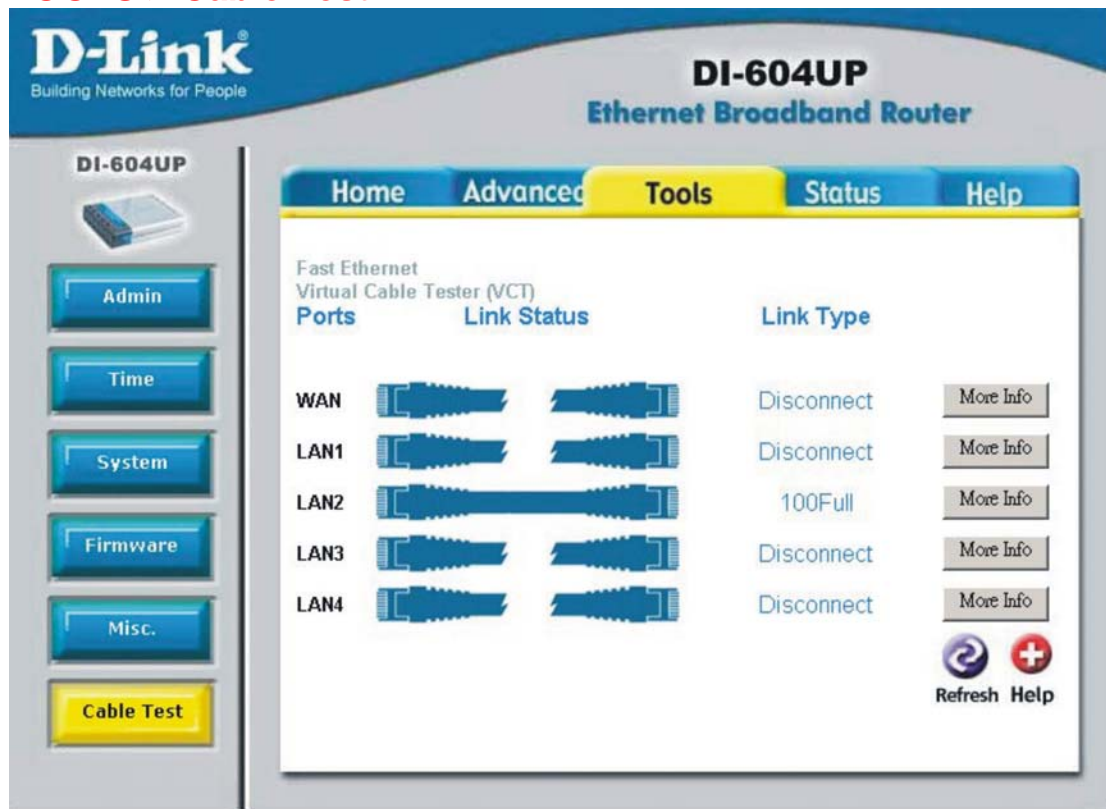 D-Link®
Building Networks for People
DI-604UP
Ethernet Broadband Router
DI-604UP
Home Advanced Tools Status Help
Admin
Time
System
Firmware
Misc.
Cable Test
Fast Ethernet
Virtual Cable Tester (VCT)
Ports Link Status Link Type
WAN Disconnect More Info
LAN1 Disconnect More Info
LAN2 100Full More Info
LAN3 Disconnect More Info
LAN4 Disconnect More Info
Refresh Help